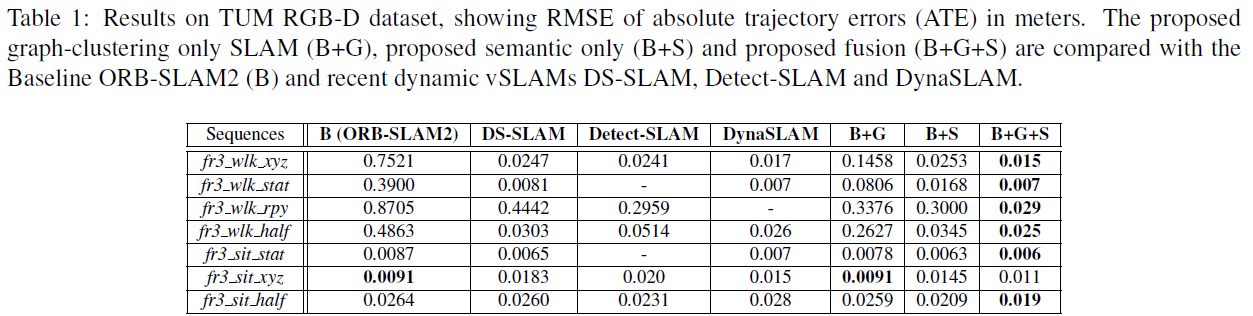 Table 1: Results on TUM RGB-D dataset, showing RMSE of absolute trajectory errors (ATE) in meters. The proposed
graph-clustering only SLAM (B+G), proposed semantic only (B+S) and proposed fusion (B+G+S) are compared with the
Baseline ORB-SLAM2 (B) and recent dynamic vSLAMs DS-SLAM, Detect-SLAM and DynaSLAM.
Sequences B (ORB-SLAM2) DS-SLAM Detect-SLAM DynaSLAM B+G B+S B+G+S
fr3_wlk_xyz 0.7521 0.0247 0.0241 0.017 0.1458 0.0253 0.015
fr3_wlk_stat 0.3900 0.0081 - 0.007 0.0806 0.0168 0.007
fr3_wlk_rpy 0.8705 0.4442 0.2959 - 0.3376 0.3000 0.029
fr3_wlk_half 0.4863 0.0303 0.0514 0.026 0.2627 0.0345 0.025
fr3_sit_stat 0.0087 0.0065 - 0.007 0.0078 0.0063 0.006
fr3_sit_xyz 0.0091 0.0183 0.020 0.015 0.0091 0.0145 0.011
fr3_sit_half 0.0264 0.0260 0.0231 0.028 0.0259 0.0209 0.019